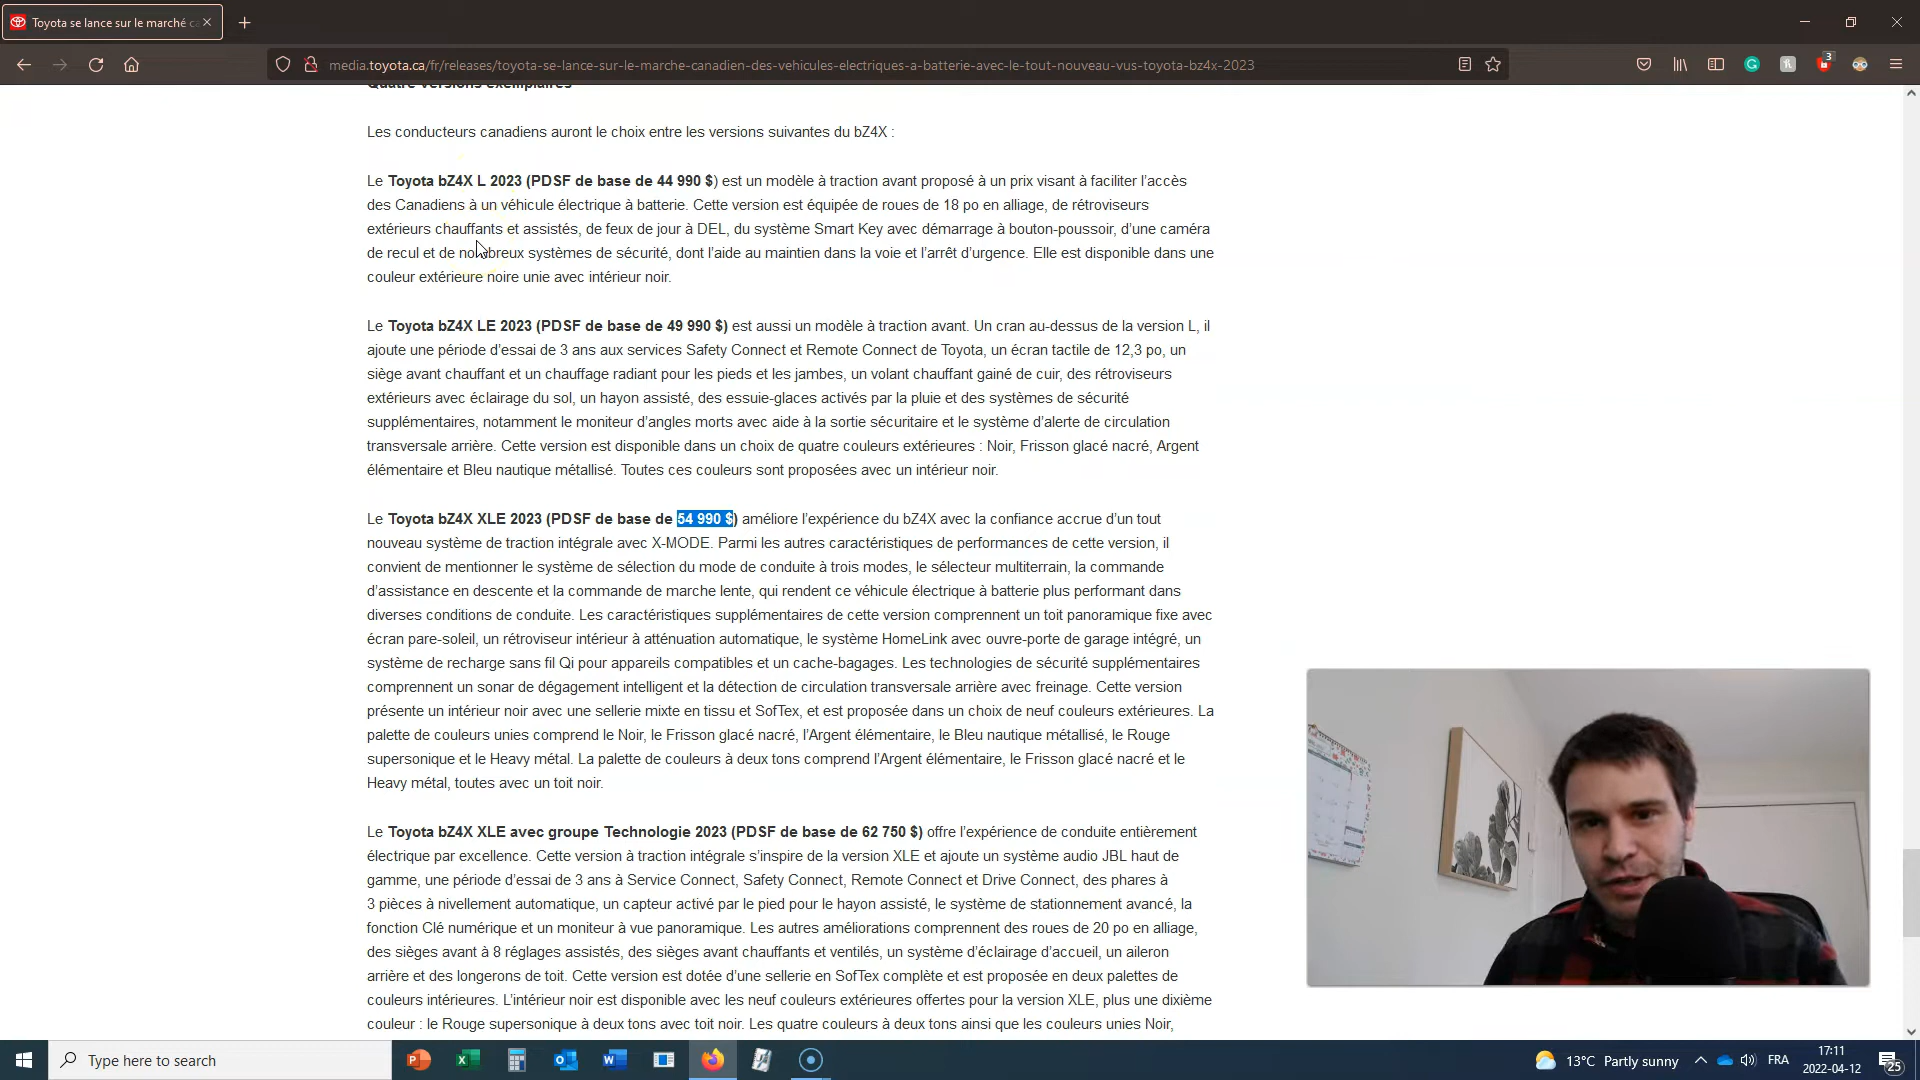 Toyota se lance sur le marché c
media.toyota.ca/fr/releases/toyota-se-lance-sur-le-marche-canadien-des-vehicules-electriques-a-batterie-avec-le-tout-nouveau-vus-toyota-bz4x-2023
3
Quatre versions exemplaires
Les conducteurs canadiens auront le choix entre les versions suivantes du bZ4X :
Le Toyota bZ4X L 2023 (PDSF de base de 44 990 $) est un modèle à traction avant proposé à un prix visant à faciliter l’accès
des Canadiens à un véhicule électrique à batterie. Cette version est équipée de roues de 18 po en alliage, de rétroviseurs
extérieurs chauffants et assistés, de feux de jour à DEL, du système Smart Key avec démarrage à bouton-poussoir, d’une caméra
de recul et de nombreux systèmes de sécurité, dont l’aide au maintien dans la voie et l’arrêt d’urgence. Elle est disponible dans une
couleur extérieure noire unie avec intérieur noir.
Le Toyota bZ4X LE 2023 (PDSF de base de 49 990 $) est aussi un modèle à traction avant. Un cran au-dessus de la version L, il
ajoute une période d’essai de 3 ans aux services Safety Connect et Remote Connect de Toyota, un écran tactile de 12,3 po, un
siège avant chauffant et un chauffage radiant pour les pieds et les jambes, un volant chauffant gainé de cuir, des rétroviseurs
extérieurs avec éclairage du sol, un hayon assisté, des essuie-glaces activés par la pluie et des systèmes de sécurité
supplémentaires, notamment le moniteur d’angles morts avec aide à la sortie sécuritaire et le système d’alerte de circulation
transversale arrière. Cette version est disponible dans un choix de quatre couleurs extérieures : Noir, Frisson glacé nacré, Argent
élémentaire et Bleu nautique métallisé. Toutes ces couleurs sont proposées avec un intérieur noir.
Le Toyota bZ4X XLE 2023 (PDSF de base de 54 990 $) améliore l’expérience du bZ4X avec la confiance accrue d’un tout
nouveau système de traction intégrale avec X-MODE. Parmi les autres caractéristiques de performances de cette version, il
convient de mentionner le système de sélection du mode de conduite à trois modes, le sélecteur multiterrain, la commande
d’assistance en descente et la commande de marche lente, qui rendent ce véhicule électrique à batterie plus performant dans
diverses conditions de conduite. Les caractéristiques supplémentaires de cette version comprennent un toit panoramique fixe avec
écran pare-soleil, un rétroviseur intérieur à atténuation automatique, le système HomeLink avec ouvre-porte de garage intégré, un
système de recharge sans fil Qi pour appareils compatibles et un cache-bagages. Les technologies de sécurité supplémentaires
comprennent un sonar de dégagement intelligent et la détection de circulation transversale arrière avec freinage. Cette version
présente un intérieur noir avec une sellerie mixte en tissu et SofTex, et est proposée dans un choix de neuf couleurs extérieures. La
palette de couleurs unies comprend le Noir, le Frisson glacé nacré, l’Argent élémentaire, le Bleu nautique métallisé, le Rouge
supersonique et le Heavy métal. La palette de couleurs à deux tons comprend l’Argent élémentaire, le Frisson glacé nacré et le
Heavy métal, toutes avec un toit noir.
Le Toyota bZ4X XLE avec groupe Technologie 2023 (PDSF de base de 62 750 $) offre l’expérience de conduite entièrement
électrique par excellence. Cette version à traction intégrale s’inspire de la version XLE et ajoute un système audio JBL haut de
gamme, une période d’essai de 3 ans à Service Connect, Safety Connect, Remote Connect et Drive Connect, des phares à
3 pièces à nivellement automatique, un capteur activé par le pied pour le hayon assisté, le système de stationnement avancé, la
fonction Clé numérique et un moniteur à vue panoramique. Les autres améliorations comprennent des roues de 20 po en alliage,
des sièges avant à 8 réglages assistés, des sièges avant chauffants et ventilés, un système d’éclairage d’accueil, un aileron
arrière et des longerons de toit. Cette version est dotée d’une sellerie en SofTex complète et est proposée en deux palettes de
couleurs intérieures. L’intérieur noir est disponible avec les neuf couleurs extérieures offertes pour la version XLE, plus une dixième
couleur : le Rouge supersonique à deux tons avec toit noir. Les quatre couleurs à deux tons ainsi que les couleurs unies Noir,
Type here to search
13°C Partly sunny
FRA
17:11
2022-04-12
25